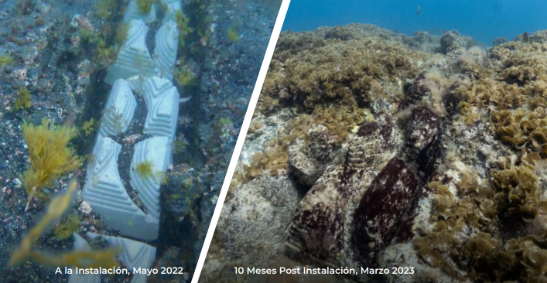 A la Instalación, Mayo 2022
10 Meses Post Instalación, Marzo 2023